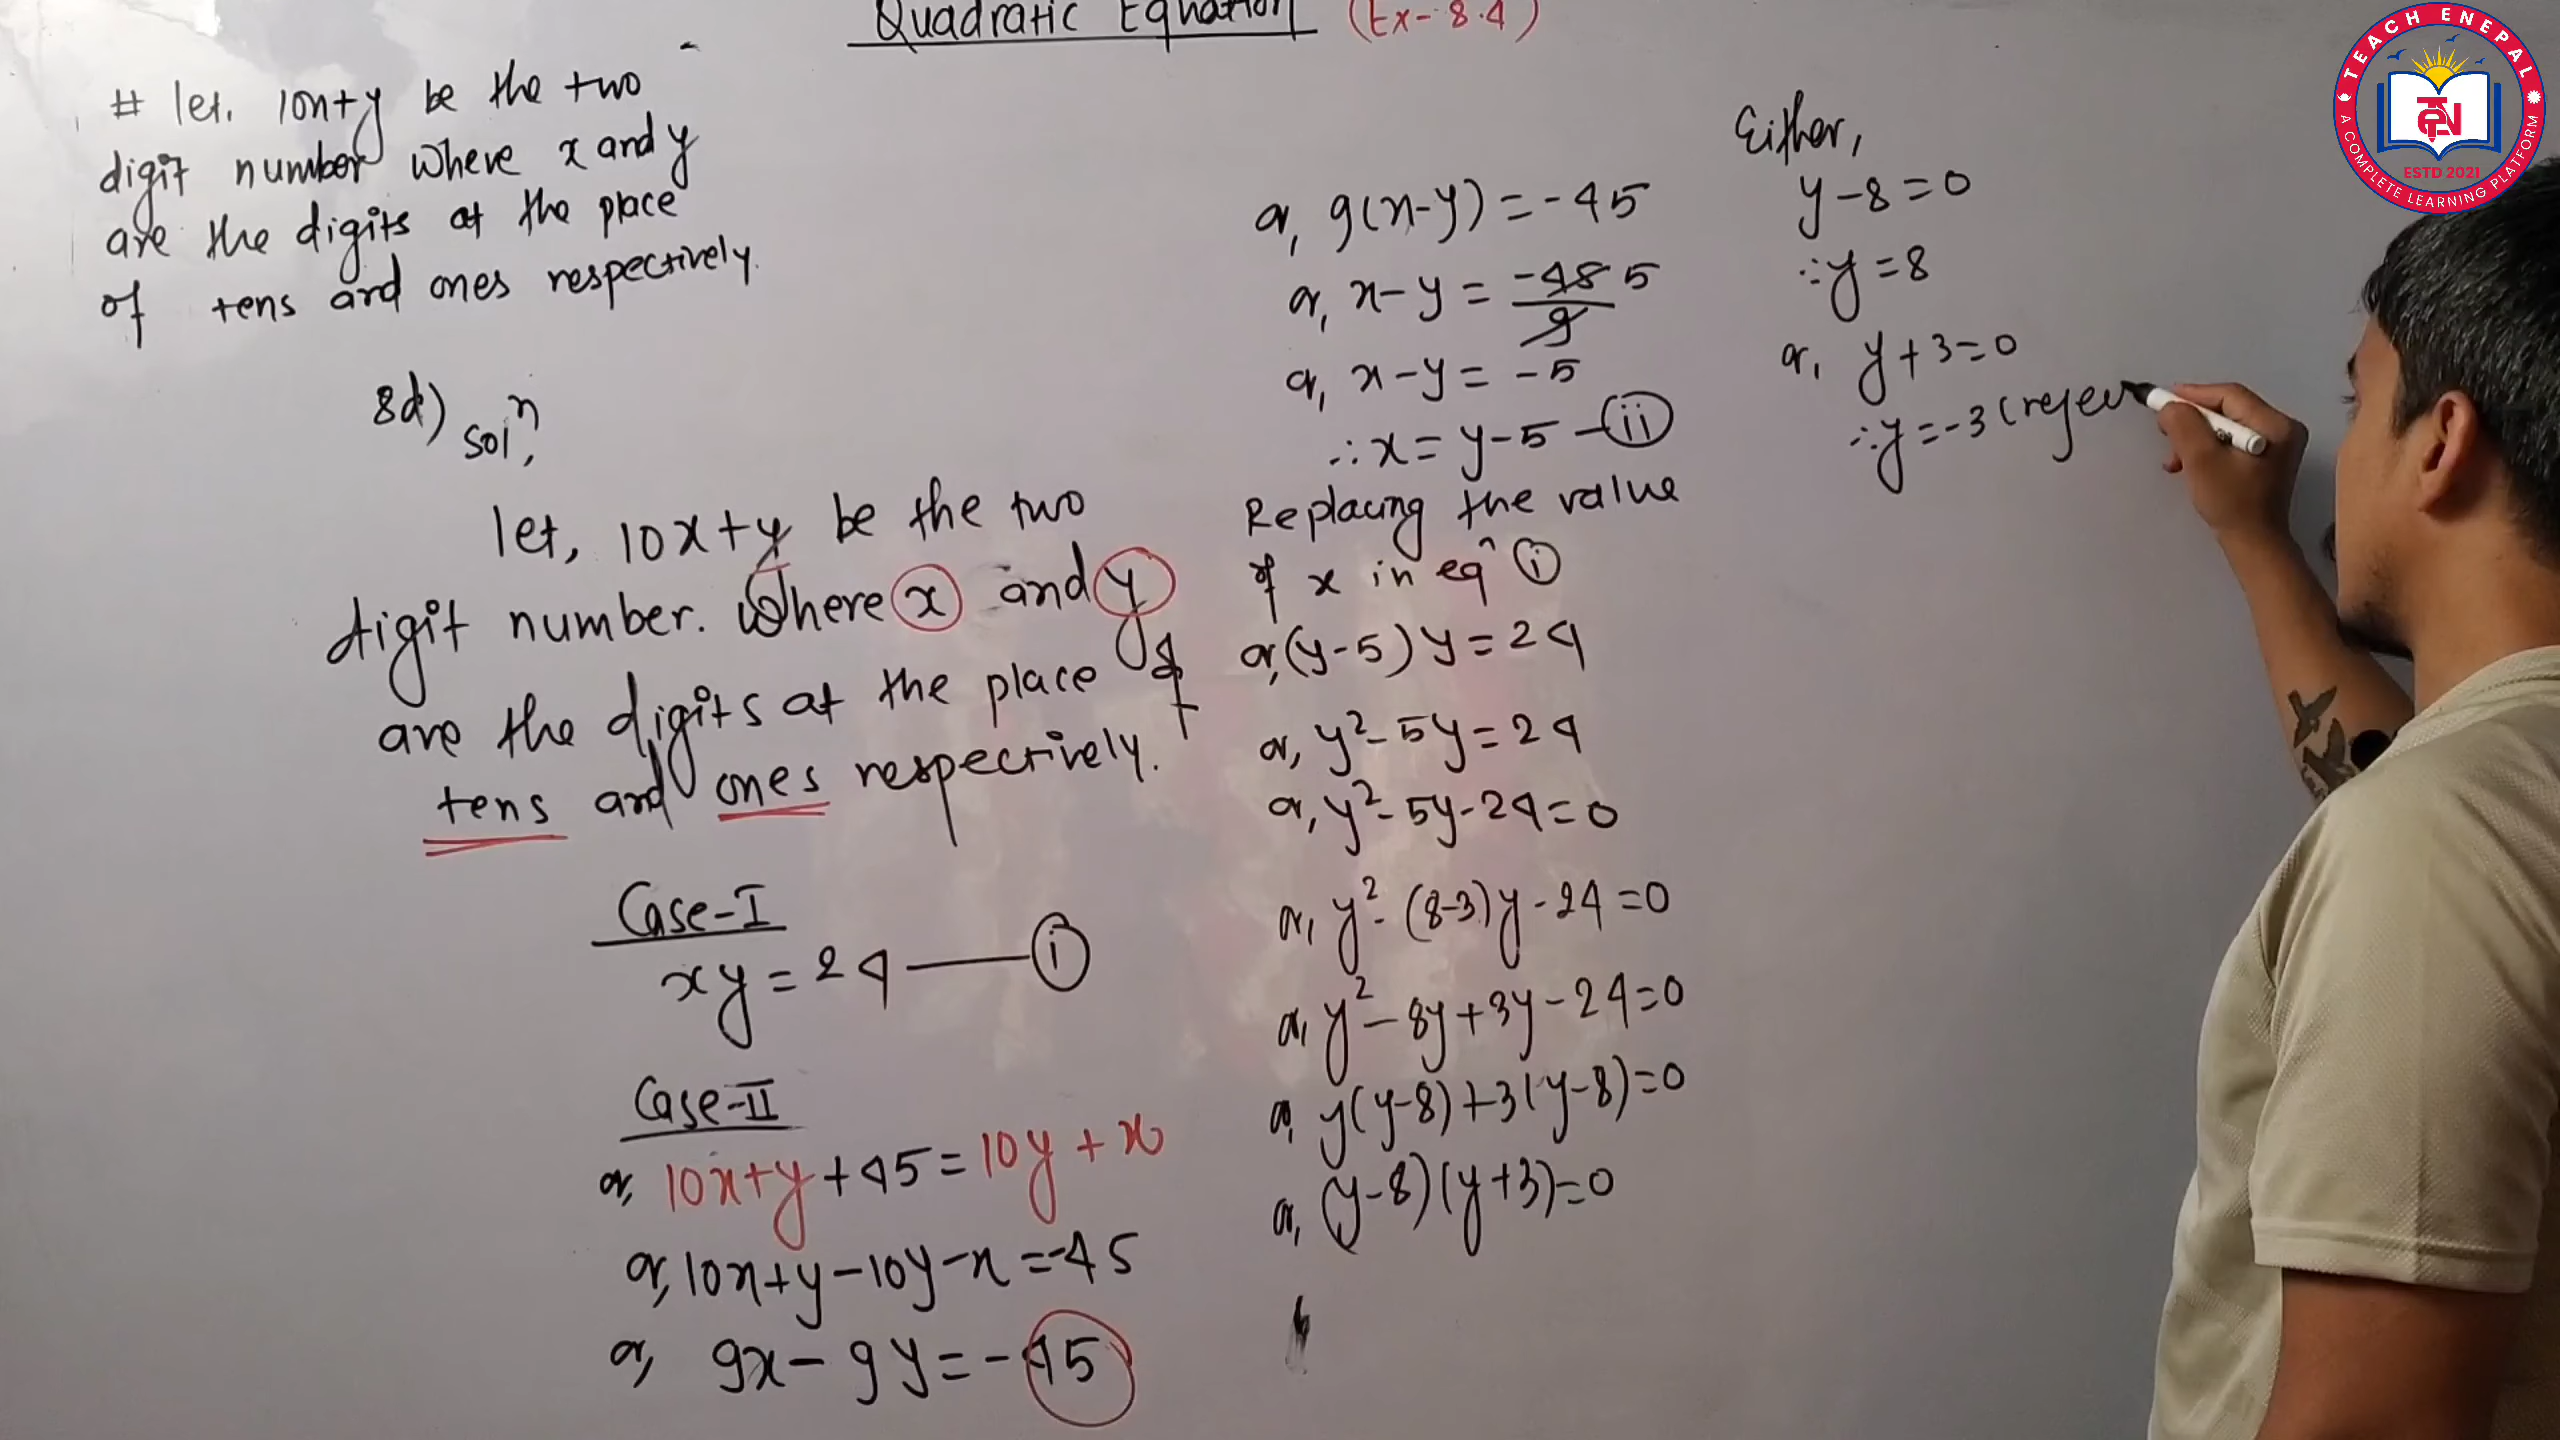 Quadratic Equation (Ex-8.4)
# let. 10x+y be the two
digit number where x and y
are the digits at the place
of tens and ones respectively.
8d) Solⁿ,
let, 10x+y be the two
digit number. Where x and y
are the digits at the place of
tens and ones respectively.
Case-I
xy = 24 — (i)
Case-II
or, 10x+y+45=10y+x
or, 10x+y-10y-x=-45
or, 9x-9y=-45
or, 9(x-y)=-45
or, x-y = -45 5
9
or, x-y = -5
∴x= y-5 - (ii)
Replacing the value
of x in eqⁿ (i)
or, (y-5) y = 24
or, y²-5y=24
or, y²-5y-24=0
or, y²-(8-3)y-24=0
or, y²-8y+3y-24=0
or, y(y-8)+3(y-8)=0
or, (y-8)(y+3)=0
Either,
y-8=0
∴y=8
or, y+3=0
∴y=-3 (rejec
TEACH ENEPAL
TEN
ESTD 2021
A COMPLETE LEARNING PLATFORM